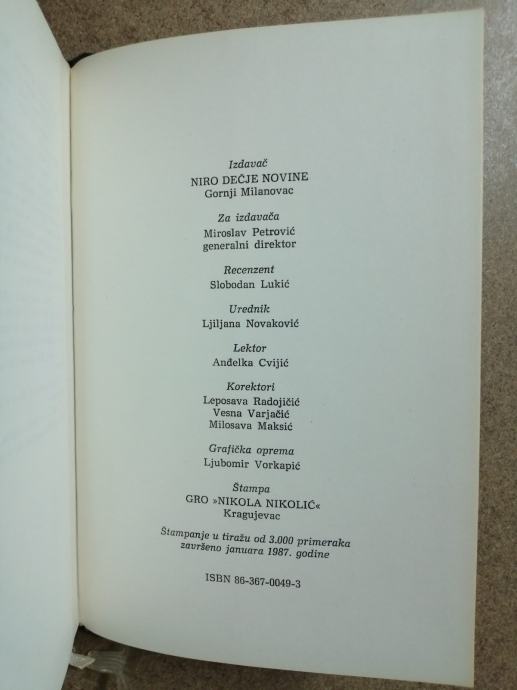 Izdavač
NIRO DEČJE NOVINE
Gornji Milanovac
Za izdavača
Miroslav Petrović
generalni direktor
Recenzent
Slobodan Lukić
Urednik
Ljiljana Novaković
Lektor
Anđelka Cvijić
Korektori
Leposava Radojičić
Vesna Varjačić
Milosava Maksić
Grafička oprema
Ljubomir Vorkapić
Štampa
GRO »NIKOLA NIKOLIĆ«
Kragujevac
Štampanje u tiražu od 3.000 primeraka
završeno januara 1987. godine
ISBN 86-367-0049-3